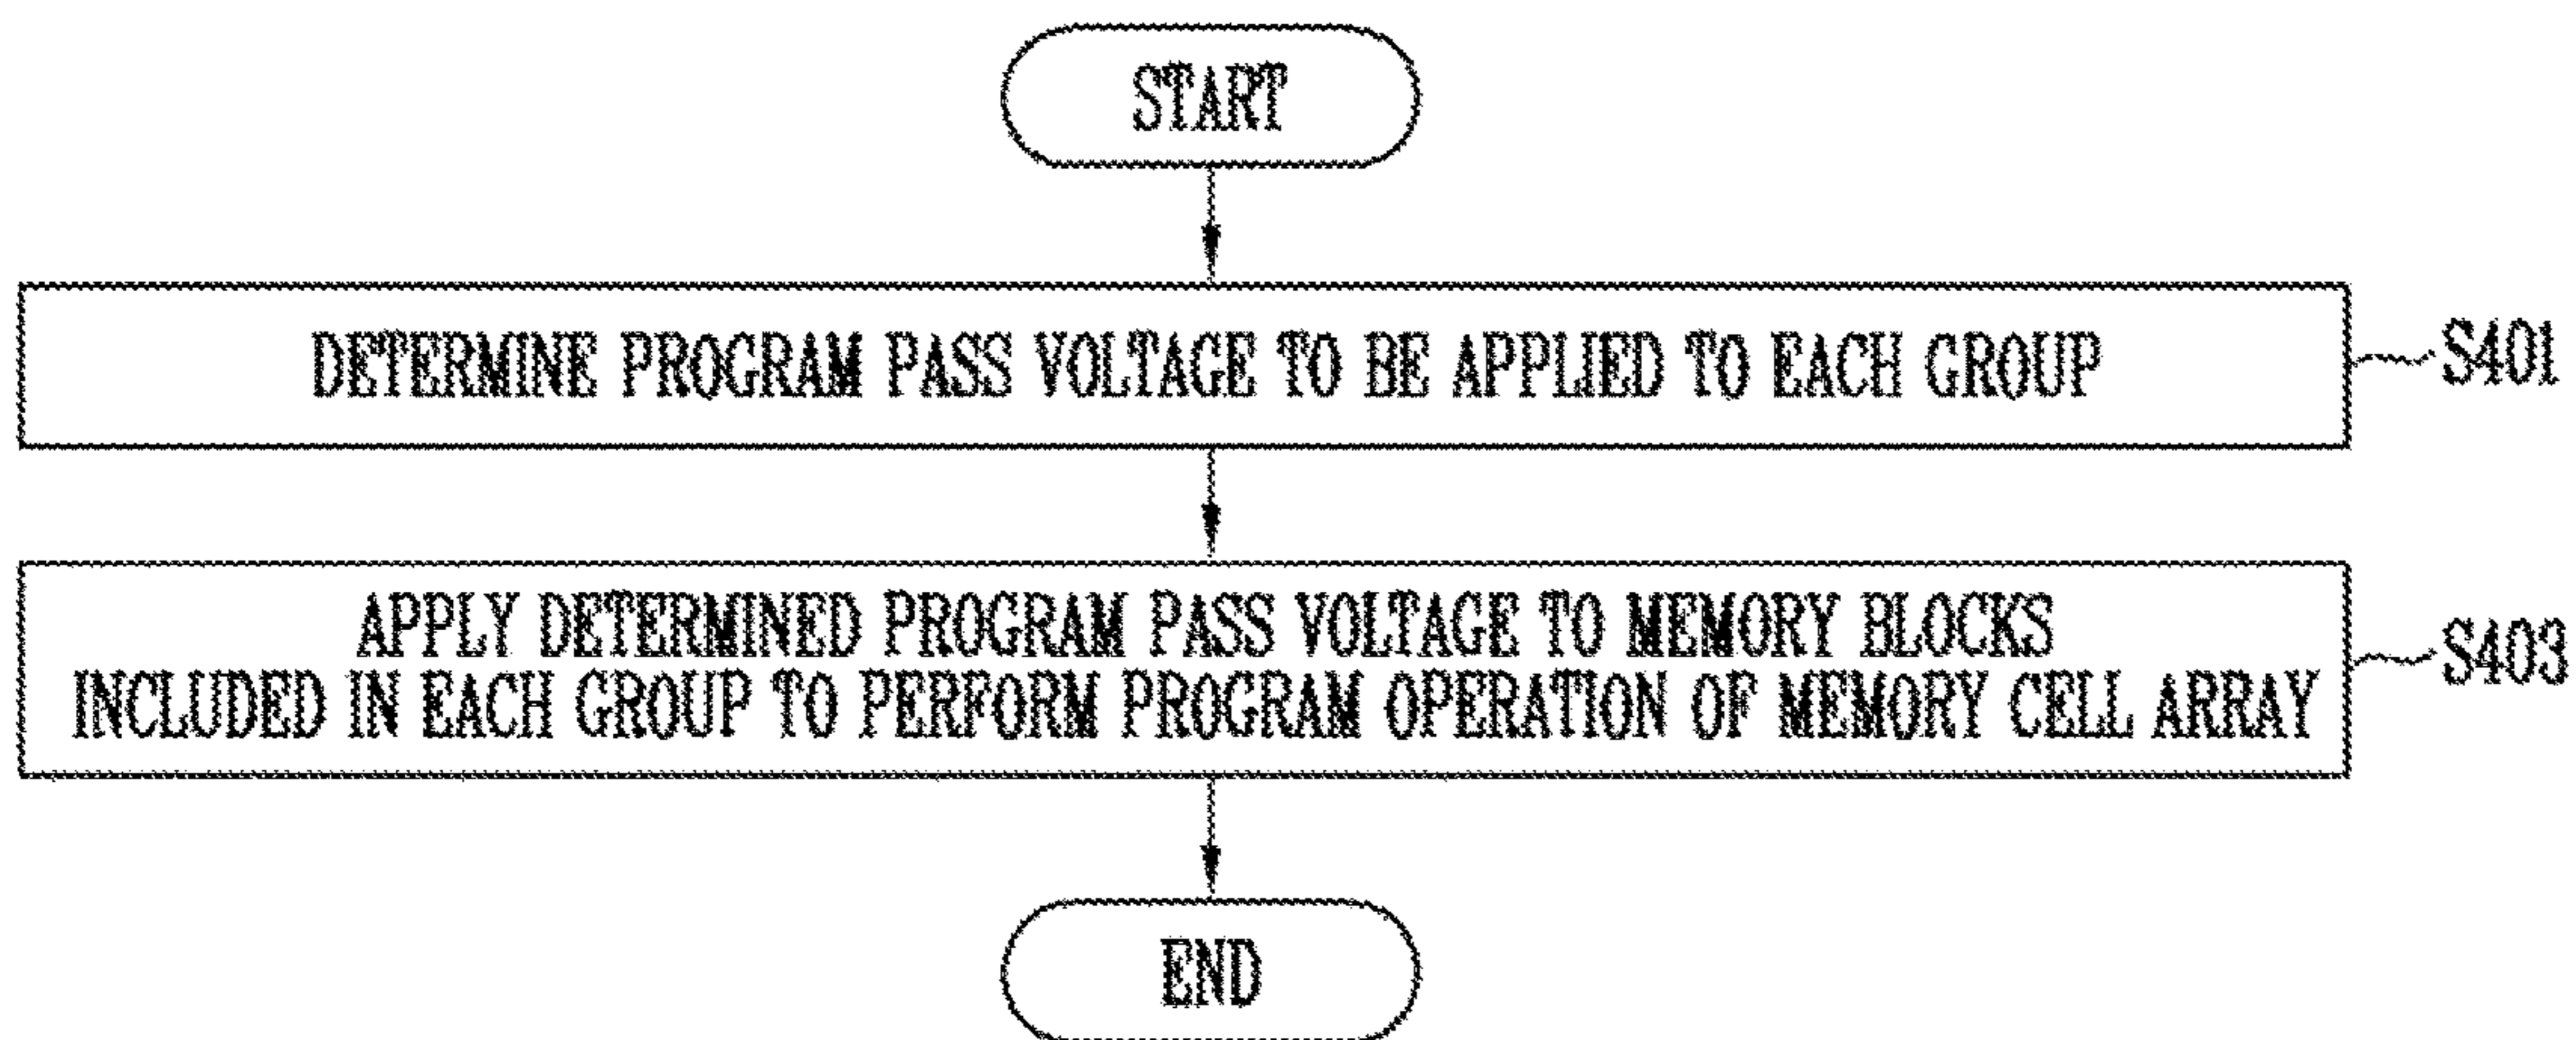 START
DETERMINE PROGRAM PASS VOLTAGE TO BE APPLIED TO EACH GROUP
S401
APPLY DETERMINED PROGRAM PASS VOLTAGE TO MEMORY BLOCKS
INCLUDED IN EACH GROUP TO PERFORM PROGRAM OPERATION OF MEMORY CELL ARRAY
S403
END